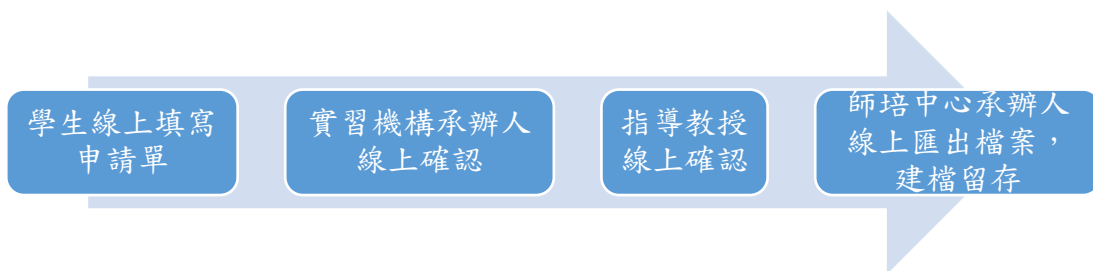 學生線上填寫
申請單
實習機構承辦人
線上確認
指導教授
線上確認
師培中心承辦人
線上匯出檔案，
建檔留存